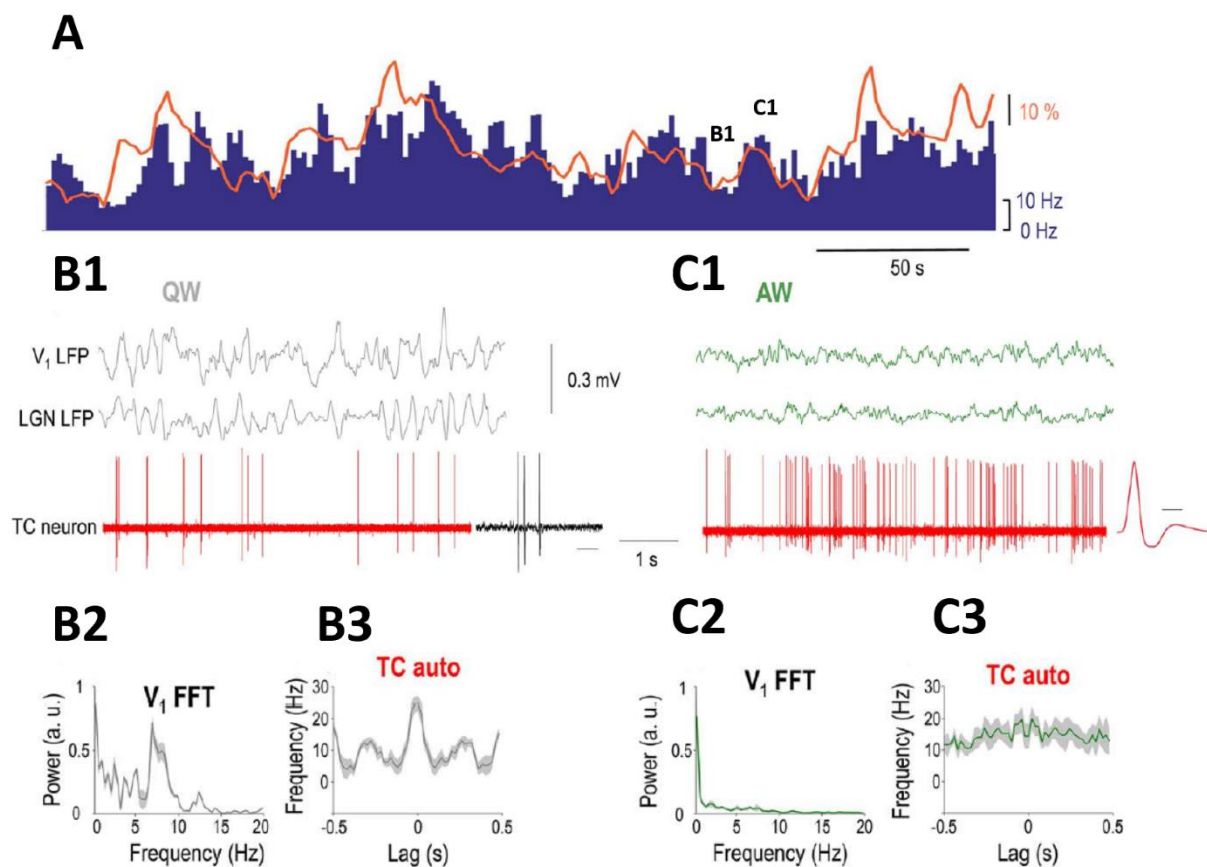 A
B1
C1
10 %
10 Hz
0 Hz
50 s
B1
C1
QW
AW
V1 LFP
0.3 mV
LGN LFP
TC neuron
1 s
B2
B3
C2
C3
V1 FFT
TC auto
V1 FFT
TC auto
Power (a. u.)
1
0.5
0
0
5
10
15
20
Frequency (Hz)
Frequency (Hz)
30
20
10
0
-0.5
0
0.5
Lag (s)
Power (a. u.)
1
0.5
0
0
5
10
15
20
Frequency (Hz)
Frequency (Hz)
30
20
10
0
-0.5
0
0.5
Lag (s)